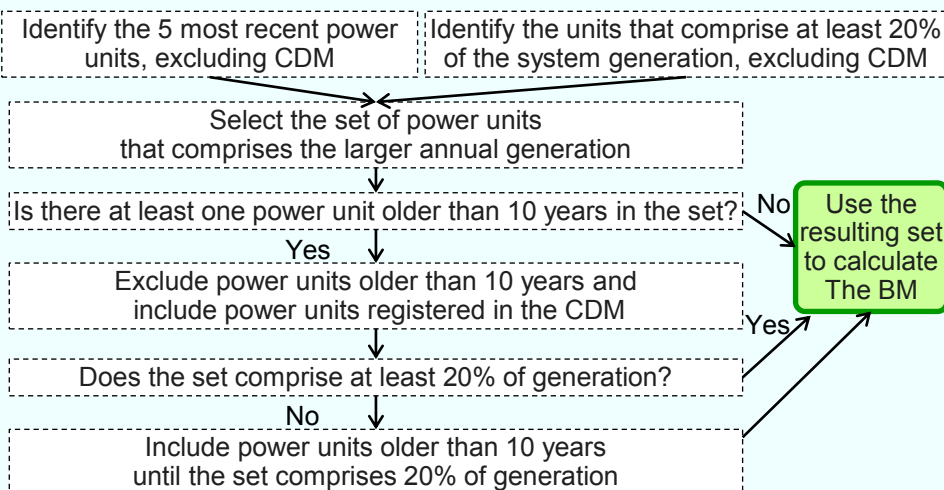 Identify the 5 most recent power
units, excluding CDM
Identify the units that comprise at least 20%
of the system generation, excluding CDM
Select the set of power units
that comprises the larger annual generation
Is there at least one power unit older than 10 years in the set?
No
Use the
resulting set
to calculate
The BM
Yes
Exclude power units older than 10 years and
include power units registered in the CDM
Yes
Does the set comprise at least 20% of generation?
No
Include power units older than 10 years
until the set comprises 20% of generation